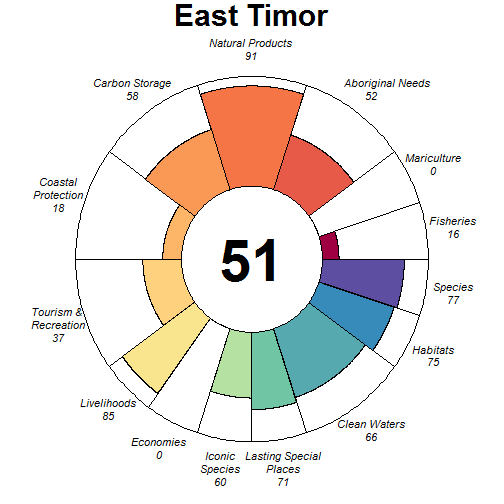 East Timor
Natural Products
91
Carbon Storage
58
Aboriginal Needs
52
Mariculture
0
Coastal
Protection
18
Fisheries
16
51
Species
77
Tourism &
Recreation
37
Habitats
75
Livelihoods
85
Clean Waters
66
Economies
0
Iconic
Species
60
Lasting Special
Places
71